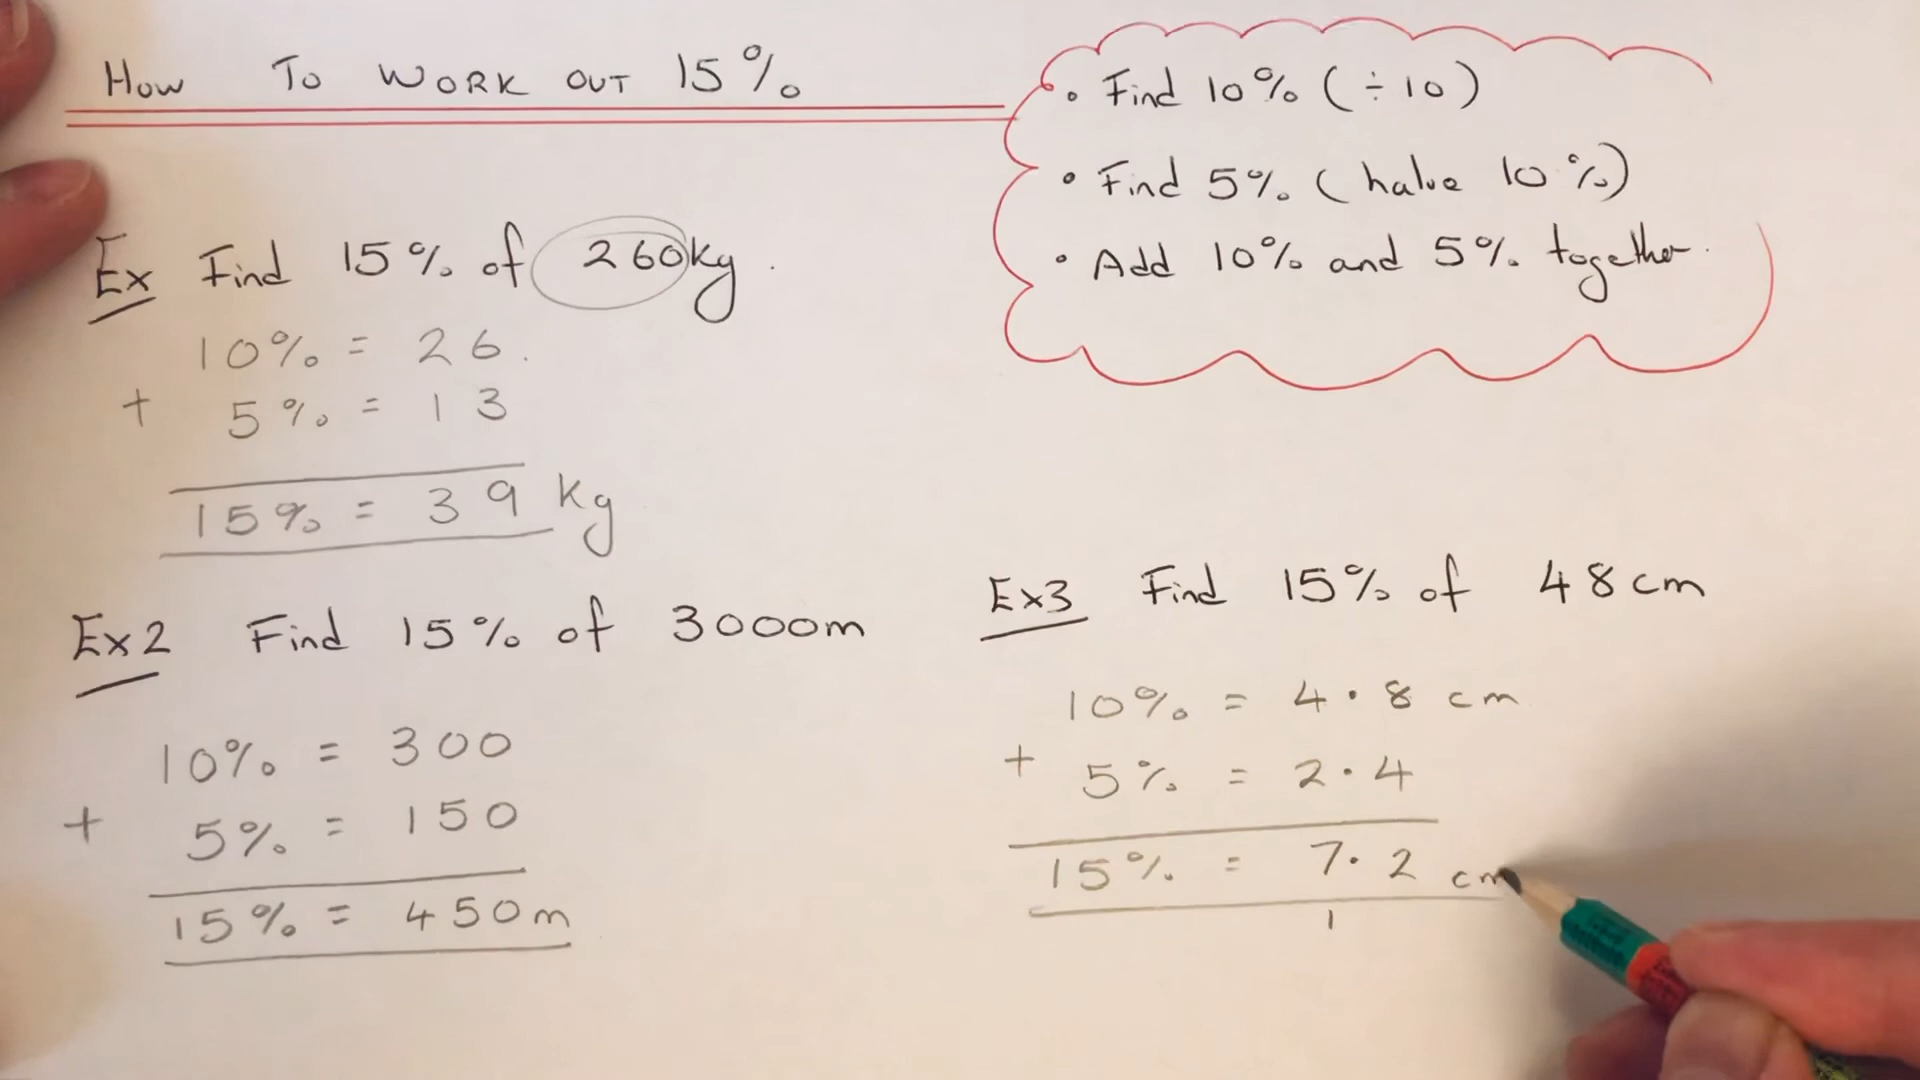 How To WORK OUT 15%
• Find 10% (÷10)
• Find 5% (halve 10%)
• Add 10% and 5% together.
Ex Find 15% of 260kg.
10% = 26.
+ 5% = 13
15% = 39 kg
Ex2 Find 15% of 3000m
10% = 300
+ 5% = 150
15% = 450m
Ex3 Find 15% of 48cm
10% = 4·8 cm
+ 5% = 2·4
15% = 7·2 cm
1